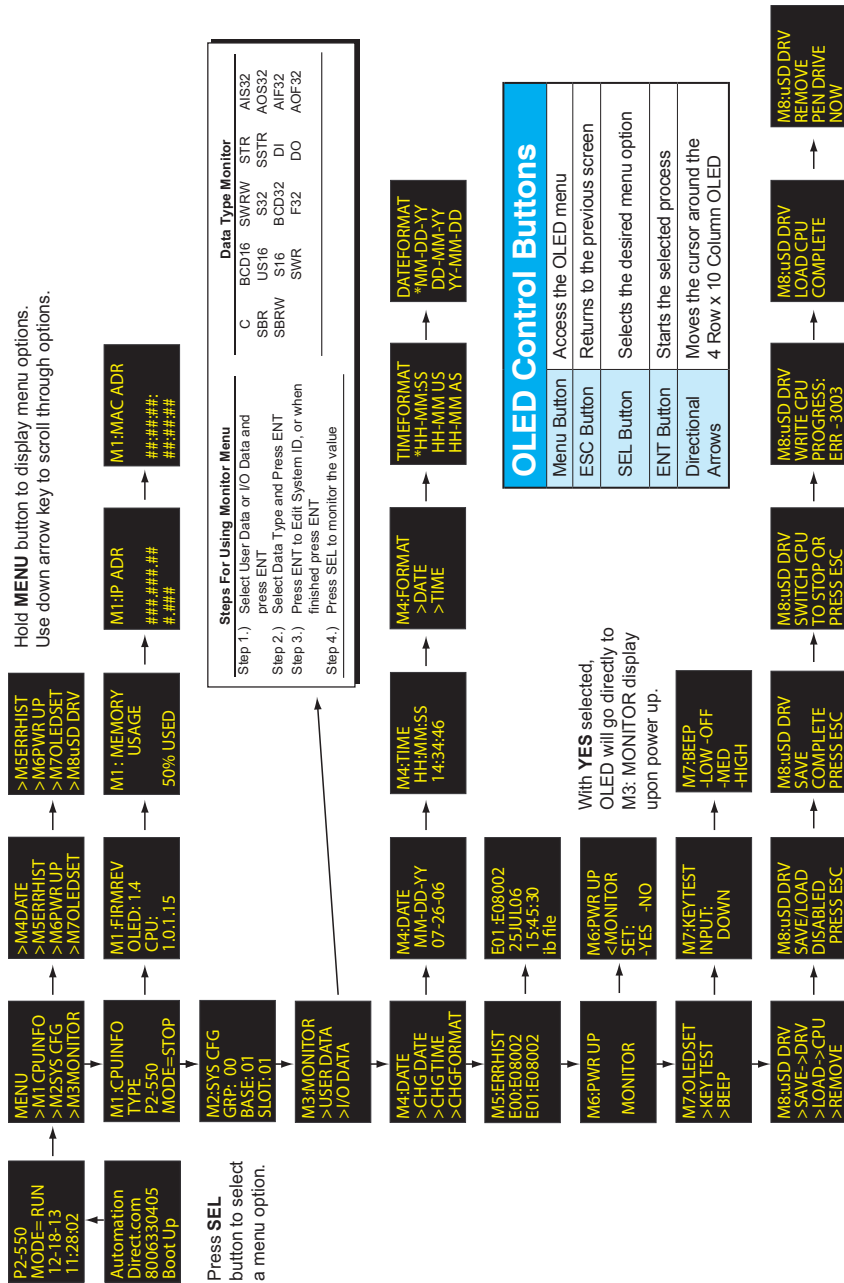 P2-550
MODE= RUN
12-18-13
11:28:02
Automation
Direct.com
8006330405
Boot Up
Press SEL
button to select
a menu option.
MENU
>M1 CPUINFO
>M2SYS CFG
>M3MONITOR
>M4DATE
>M5ERRHIST
>M6PWR UP
>M7OLEDSET
>M5ERRHIST
>M6PWR UP
>M7OLEDSET
>M8uSD DRV
Hold MENU button to display menu options.
Use down arrow key to scroll through options.
M1:CPUINFO
TYPE
P2-550
MODE=STOP
M1:FIRMREV
OLED: 1.4
CPU:
1.0.1.15
M1: MEMORY
USAGE
50% USED
M1:IP ADR
###.###.##
#.###
M1:MAC ADR
##:##:##:
##:##:##
M2:SYS CFG
GRP: 00
BASE: 01
SLOT: 01
M3:MONITOR
>USER DATA
>I/O DATA
Steps For Using Monitor Menu
Step 1.) Select User Data or I/O Data and
press ENT
Step 2.) Select Data Type and Press ENT
Step 3.) Press ENT to Edit System ID, or when
finished press ENT
Step 4.) Press SEL to monitor the value
Data Type Monitor
C BCD16 SWRW STR AIS32
SBR US16 S32 SSTR AOS32
SBRW S16 BCD32 DI AIF32
SWR F32 DO AOF32
M4:DATE
>CHG DATE
>CHG TIME
>CHGFORMAT
M4:DATE
MM-DD-YY
07-26-06
M4:TIME
HH:MM:SS
14:34:46
M4:FORMAT
>DATE
>TIME
TIMEFORMAT
*HH-MM:SS
HH-MM US
HH-MM AS
DATEFORMAT
*MM-DD-YY
DD-MM-YY
YY-MM-DD
M5:ERRHIST
E00:E08002
E01:E08002
E01 :E08002
25JUL06
15:45:30
ib file
M6:PWR UP
MONITOR
M6:PWR UP
<MONITOR
SET:
-YES -NO
With YES selected,
OLED will go directly to
M3: MONITOR display
upon power up.
M7:OLEDSET
>KEY TEST
>BEEP
M7:KEYTEST
INPUT:
DOWN
M7:BEEP
-LOW -OFF
-MED
-HIGH
OLED Control Buttons
Menu Button Access the OLED menu
ESC Button Returns to the previous screen
SEL Button Selects the desired menu option
ENT Button Starts the selected process
Directional
Arrows
Moves the cursor around the
4 Row x 10 Column OLED
M8:uSD DRV
>SAVE->DRV
>LOAD->CPU
>REMOVE
M8:uSD DRV
SAVE/LOAD
DISABLED
PRESS ESC
M8:uSD DRV
SAVE
COMPLETE
PRESS ESC
M8:uSD DRV
SWITCH CPU
TO STOP OR
PRESS ESC
M8:uSD DRV
WRITE CPU
PROGRESS:
ERR -3003
M8:uSD DRV
LOAD CPU
COMPLETE
M8:uSD DRV
REMOVE
PEN DRIVE
NOW